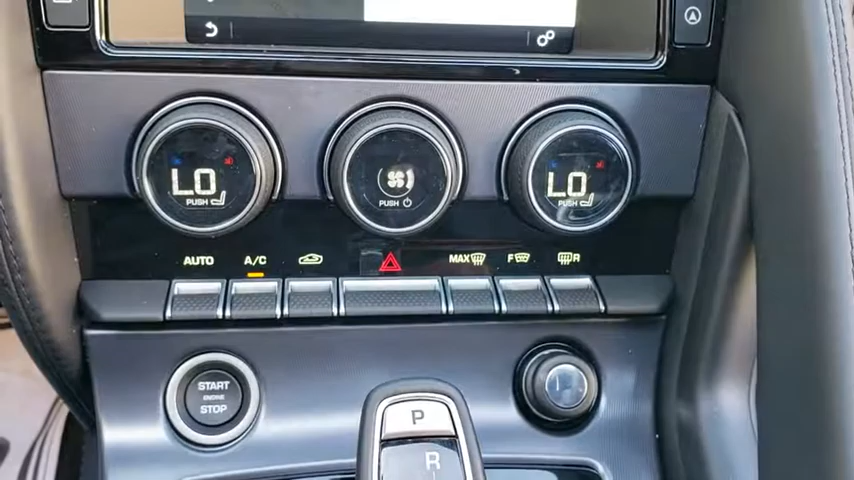 LO
PUSH
PUSH
LO
PUSH
AUTO
A/C
MAX
F
R
START
ENGINE
STOP
P
R